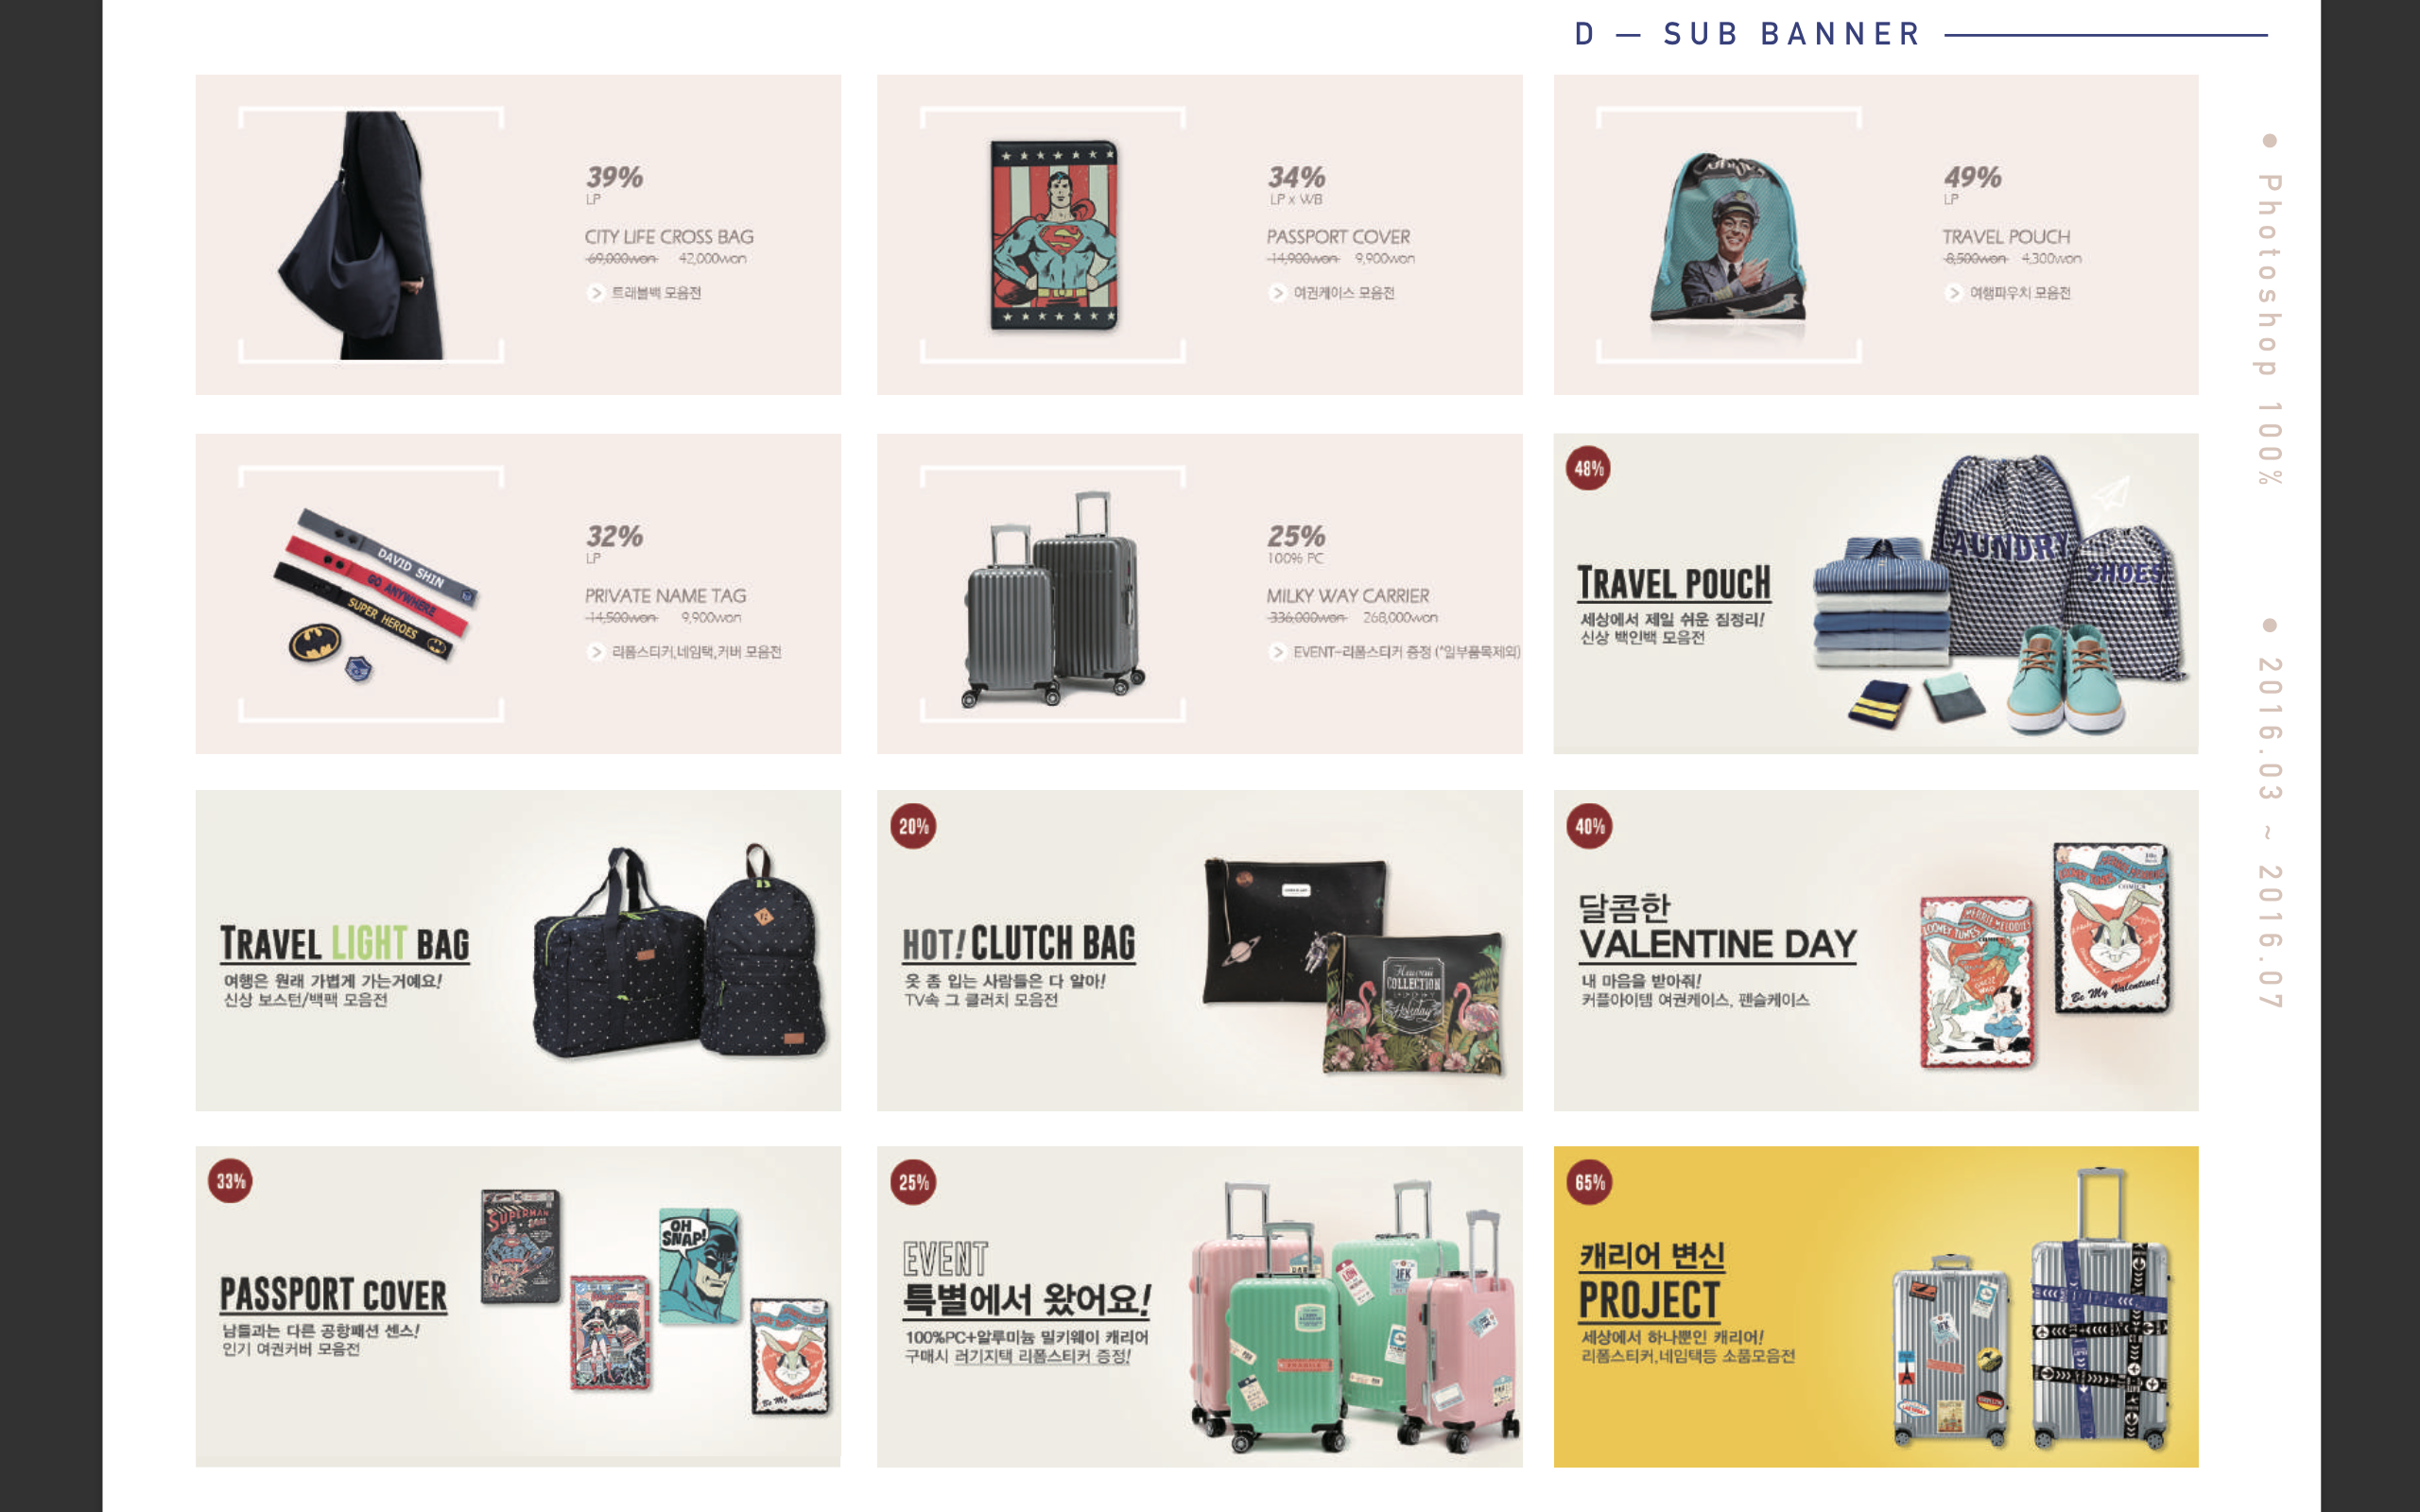 D — SUB BANNER
39%
LP
CITY LIFE CROSS BAG
69,000won 42,000won
트래블백 모음전
34%
LP x WB
PASSPORT COVER
14,900won 9,900won
여권케이스 모음전
49%
LP
TRAVEL POUCH
8,500won 4,300won
여행파우치 모음전
32%
LP
PRIVATE NAME TAG
14,500won 9,900won
리폼스티커,네임택,커버 모음전
DAVID SHIN
GO ANYWHERE
SUPER HEROES
25%
100% PC
MILKY WAY CARRIER
336,000won 268,000won
EVENT-리폼스티커 증정 (*일부품목제외)
48%
TRAVEL POUCH
세상에서 제일 쉬운 짐정리!
신상 백인백 모음전
LAUNDRY
SHOES
TRAVEL LIGHT BAG
여행은 원래 가볍게 가는거예요!
신상 보스턴/백팩 모음전
20%
HOT! CLUTCH BAG
옷 좀 입는 사람들은 다 알아!
TV속 그 클러치 모음전
Hawaii
COLLECTION
Holiday
40%
달콤한
VALENTINE DAY
내 마음을 받아줘!
커플아이템 여권케이스, 펜슬케이스
LOONEY TUNES
MERRIE MELODIES
Be My Valentine!
33%
PASSPORT COVER
남들과는 다른 공항패션 센스!
인기 여권커버 모음전
SUPERMAN
OH
SNAP!
Be My Valentine!
25%
EVENT
특별에서 왔어요!
100%PC+알루미늄 밀키웨이 캐리어
구매시 러기지택 리폼스티커 증정!
LON
JFK
FRAGILE
65%
캐리어 변신
PROJECT
세상에서 하나뿐인 캐리어!
리폼스티커,네임택등 소품모음전
● Photoshop 100%
● 2016.03 ~ 2016.07